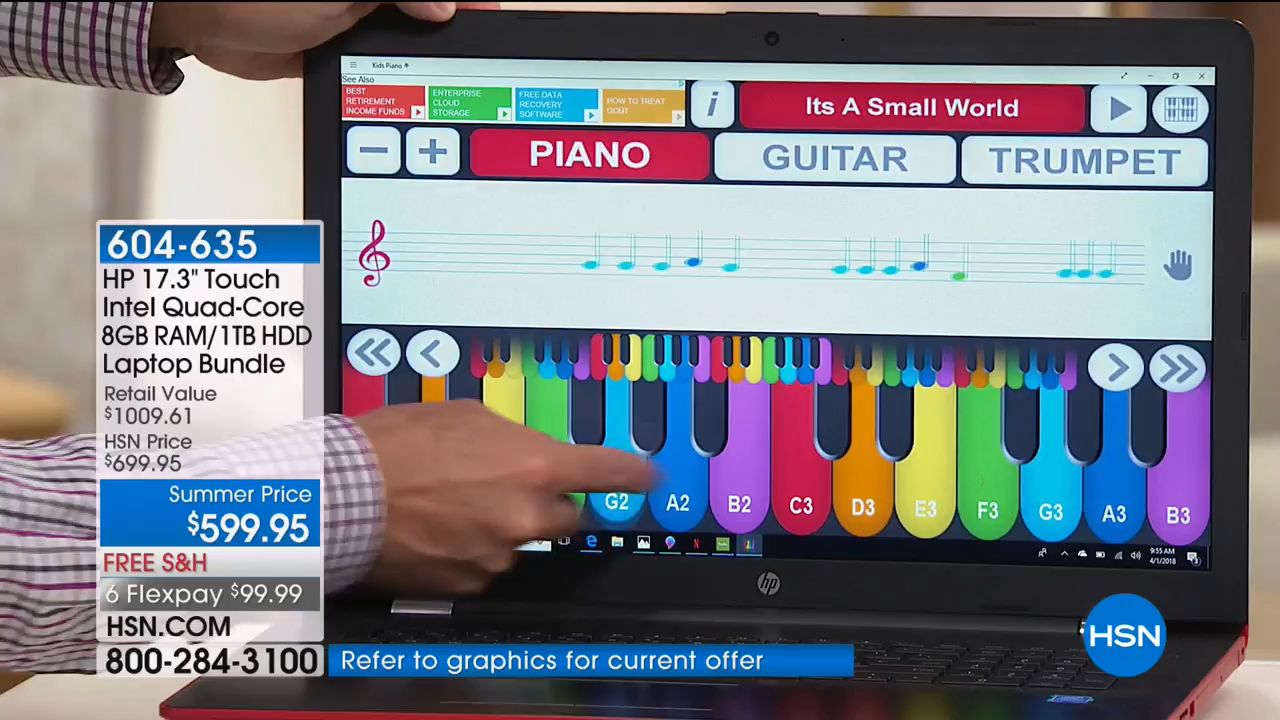 Kids Piano
See Also
BEST
RETIREMENT
INCOME FUNDS
ENTERPRISE
CLOUD
STORAGE
FREE DATA
RECOVERY
SOFTWARE
HOW TO TREAT
GOUT
i
Its A Small World
PIANO
GUITAR
TRUMPET
G2
A2
B2
C3
D3
E3
F3
G3
A3
B3
9:55 AM
4/1/2018
hp
604-635
HP 17.3" Touch
Intel Quad-Core
8GB RAM/1TB HDD
Laptop Bundle
Retail Value
$1009.61
HSN Price
$699.95
Summer Price
$599.95
FREE S&H
6 Flexpay $99.99
HSN.COM
800-284-3100
Refer to graphics for current offer
HSN